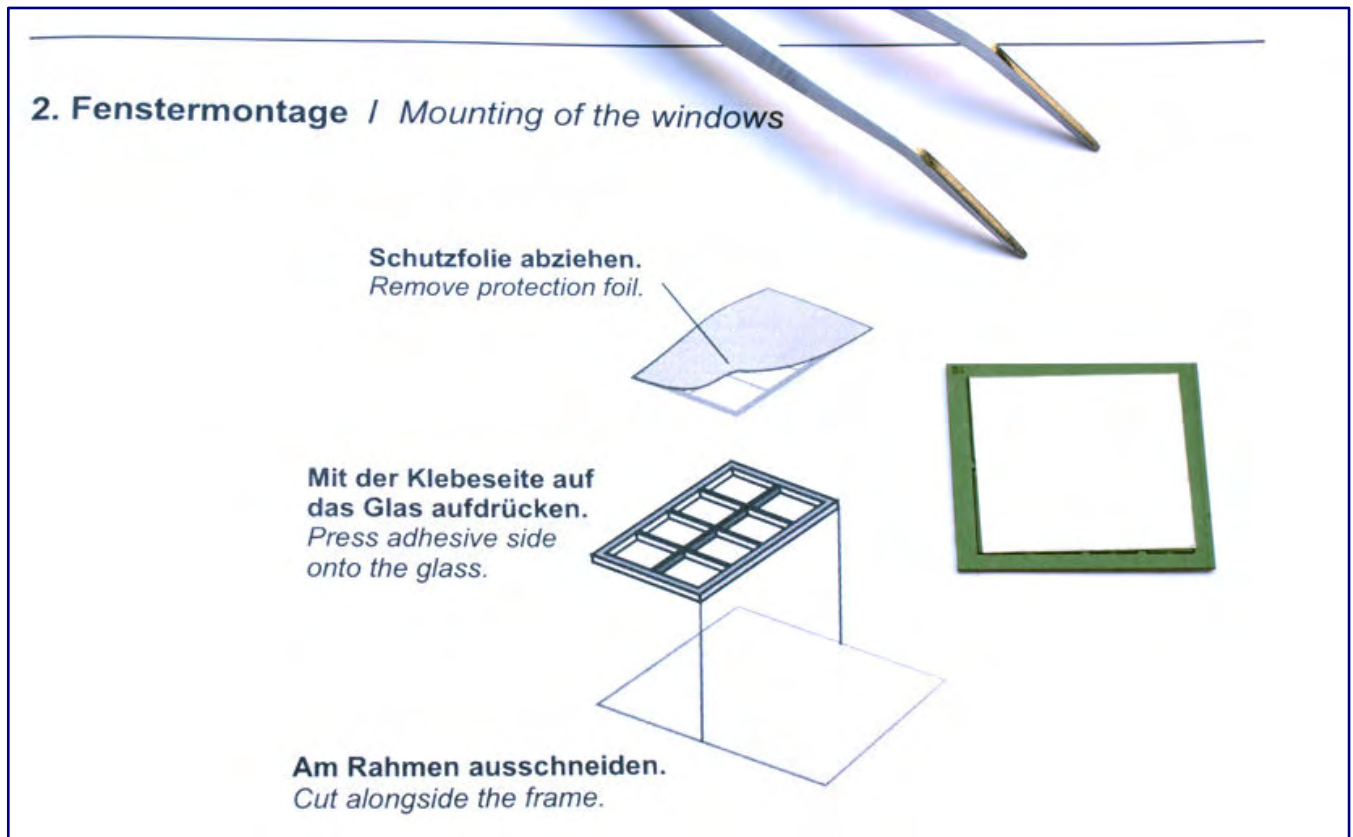 2. Fenstermontage / Mounting of the windows
Schutzfolie abziehen.
Remove protection foil.
Mit der Klebeseite auf
das Glas aufdrücken.
Press adhesive side
onto the glass.
Am Rahmen ausschneiden.
Cut alongside the frame.